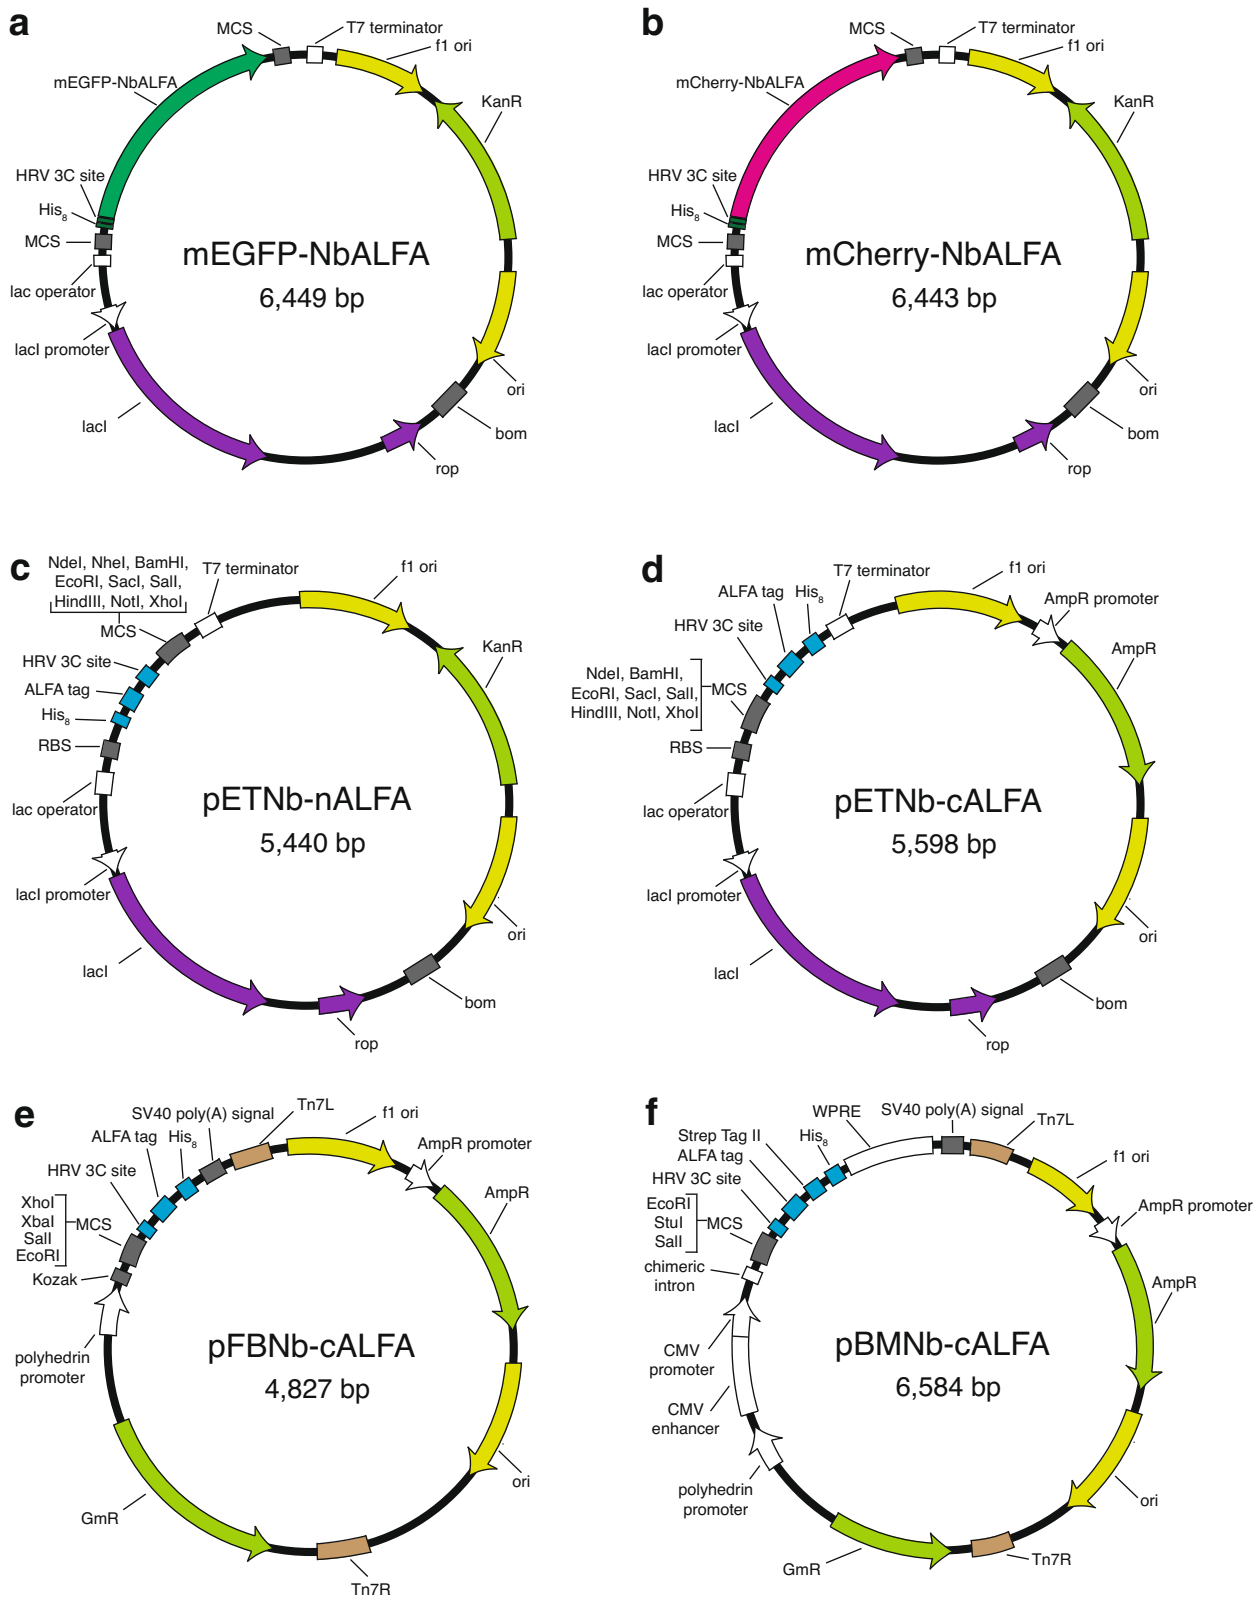 a
MCS
T7 terminator
f1 ori
mEGFP-NbALFA
KanR
HRV 3C site
His8
MCS
lac operator
lacI promoter
lacI
mEGFP-NbALFA
6,449 bp
ori
bom
rop
b
MCS
T7 terminator
f1 ori
mCherry-NbALFA
KanR
HRV 3C site
His8
MCS
lac operator
lacI promoter
lacI
mCherry-NbALFA
6,443 bp
ori
bom
rop
c
NdeI, NheI, BamHI,
EcoRI, SacI, SalI,
HindIII, NotI, XhoI
MCS
T7 terminator
f1 ori
KanR
HRV 3C site
ALFA tag
His8
RBS
lac operator
lacI promoter
lacI
pETNb-nALFA
5,440 bp
ori
bom
rop
d
ALFA tag
His8
T7 terminator
f1 ori
AmpR promoter
AmpR
HRV 3C site
NdeI, BamHI,
EcoRI, SacI, SalI,
HindIII, NotI, XhoI
MCS
RBS
lac operator
lacI promoter
lacI
pETNb-cALFA
5,598 bp
ori
bom
rop
e
SV40 poly(A) signal
Tn7L
f1 ori
AmpR promoter
AmpR
ALFA tag
His8
HRV 3C site
XhoI
XbaI
SalI
EcoRI
MCS
Kozak
polyhedrin
promoter
pFBNb-cALFA
4,827 bp
GmR
ori
Tn7R
f
WPRE
SV40 poly(A) signal
Tn7L
f1 ori
AmpR promoter
AmpR
Strep Tag II
His8
ALFA tag
HRV 3C site
EcoRI
StuI
SalI
MCS
chimeric
intron
CMV
promoter
CMV
enhancer
polyhedrin
promoter
pBMNb-cALFA
6,584 bp
GmR
ori
Tn7R